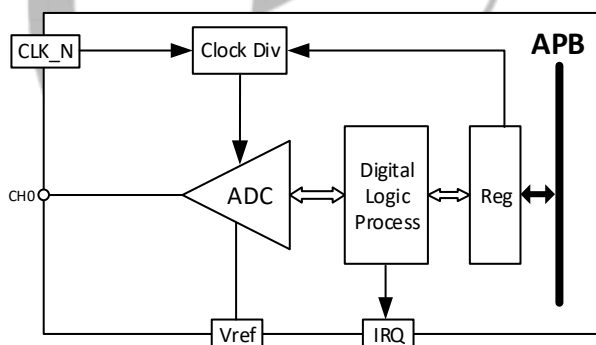 CLK_N
Clock Div
APB
CH0
ADC
Digital
Logic
Process
Reg
Vref
IRQ